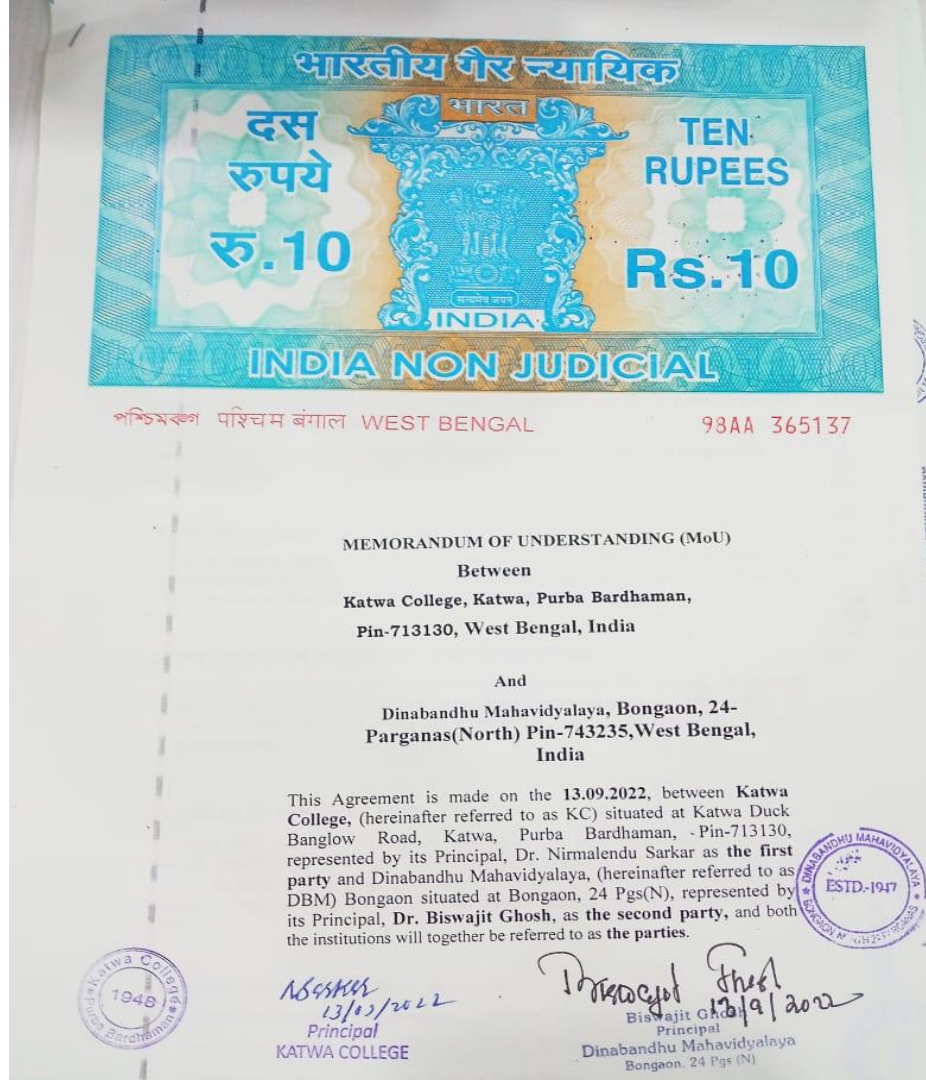 भारतीय गैर न्यायिक
भारत
दस
रुपये
रु.10
TEN
RUPEES
Rs.10
सत्यमेव जयते
INDIA
INDIA NON JUDICIAL
পশ্চিমবঙ্গ पश्चिम बंगाल WEST BENGAL
98AA 365137
MEMORANDUM OF UNDERSTANDING (MoU)
Between
Katwa College, Katwa, Purba Bardhaman,
Pin-713130, West Bengal, India
And
Dinabandhu Mahavidyalaya, Bongaon, 24-
Parganas(North) Pin-743235,West Bengal,
India
This Agreement is made on the 13.09.2022, between Katwa
College, (hereinafter referred to as KC) situated at Katwa Duck
Banglow Road, Katwa, Purba Bardhaman, -Pin-713130,
represented by its Principal, Dr. Nirmalendu Sarkar as the first
party and Dinabandhu Mahavidyalaya, (hereinafter referred to as
DBM) Bongaon situated at Bongaon, 24 Pgs(N), represented by
its Principal, Dr. Biswajit Ghosh, as the second party, and both
the institutions will together be referred to as the parties.
DINABANDHU MAHAVIDYALAYA
ESTD.-1947
Katwa College
1948
Purba Bardhaman
13/09/2022
Principal
KATWA COLLEGE
Biswajit Ghosh
13/9/2022
Biswajit Ghosh
Principal
Dinabandhu Mahavidyalaya
Bongaon, 24 Pgs (N)